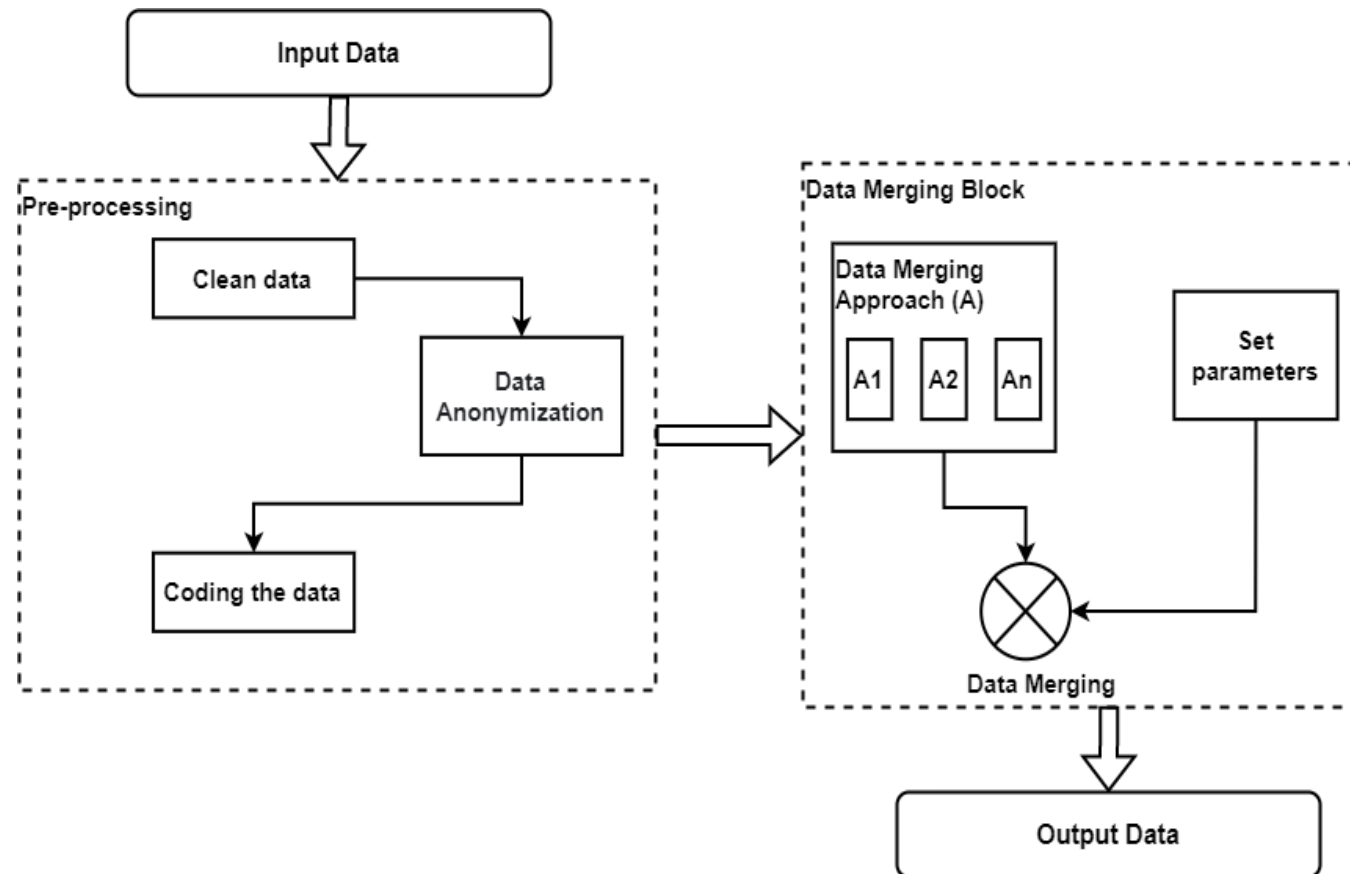 Input Data
Pre-processing
Clean data
Data
Anonymization
Coding the data
Data Merging Block
Data Merging
Approach (A)
A1
A2
An
Set
parameters
Data Merging
Output Data